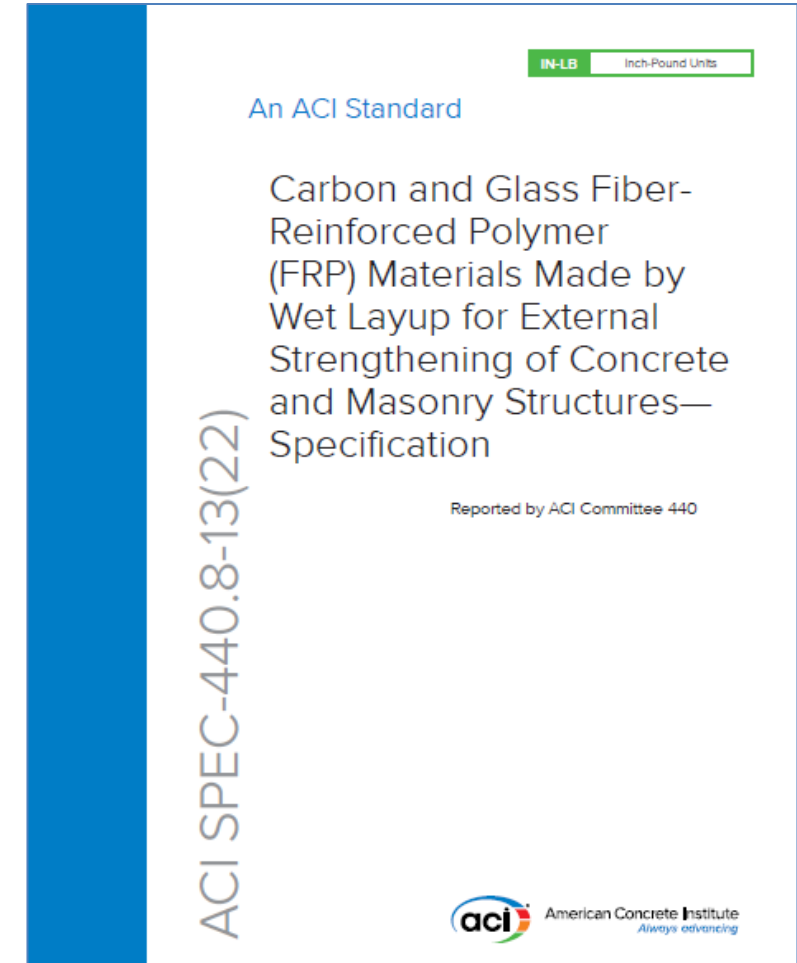 IN-LB Inch-Pound Units
An ACI Standard
Carbon and Glass Fiber-
Reinforced Polymer
(FRP) Materials Made by
Wet Layup for External
Strengthening of Concrete
and Masonry Structures—
Specification
Reported by ACI Committee 440
ACI SPEC-440.8-13(22)
aci
American Concrete Institute
Always advancing